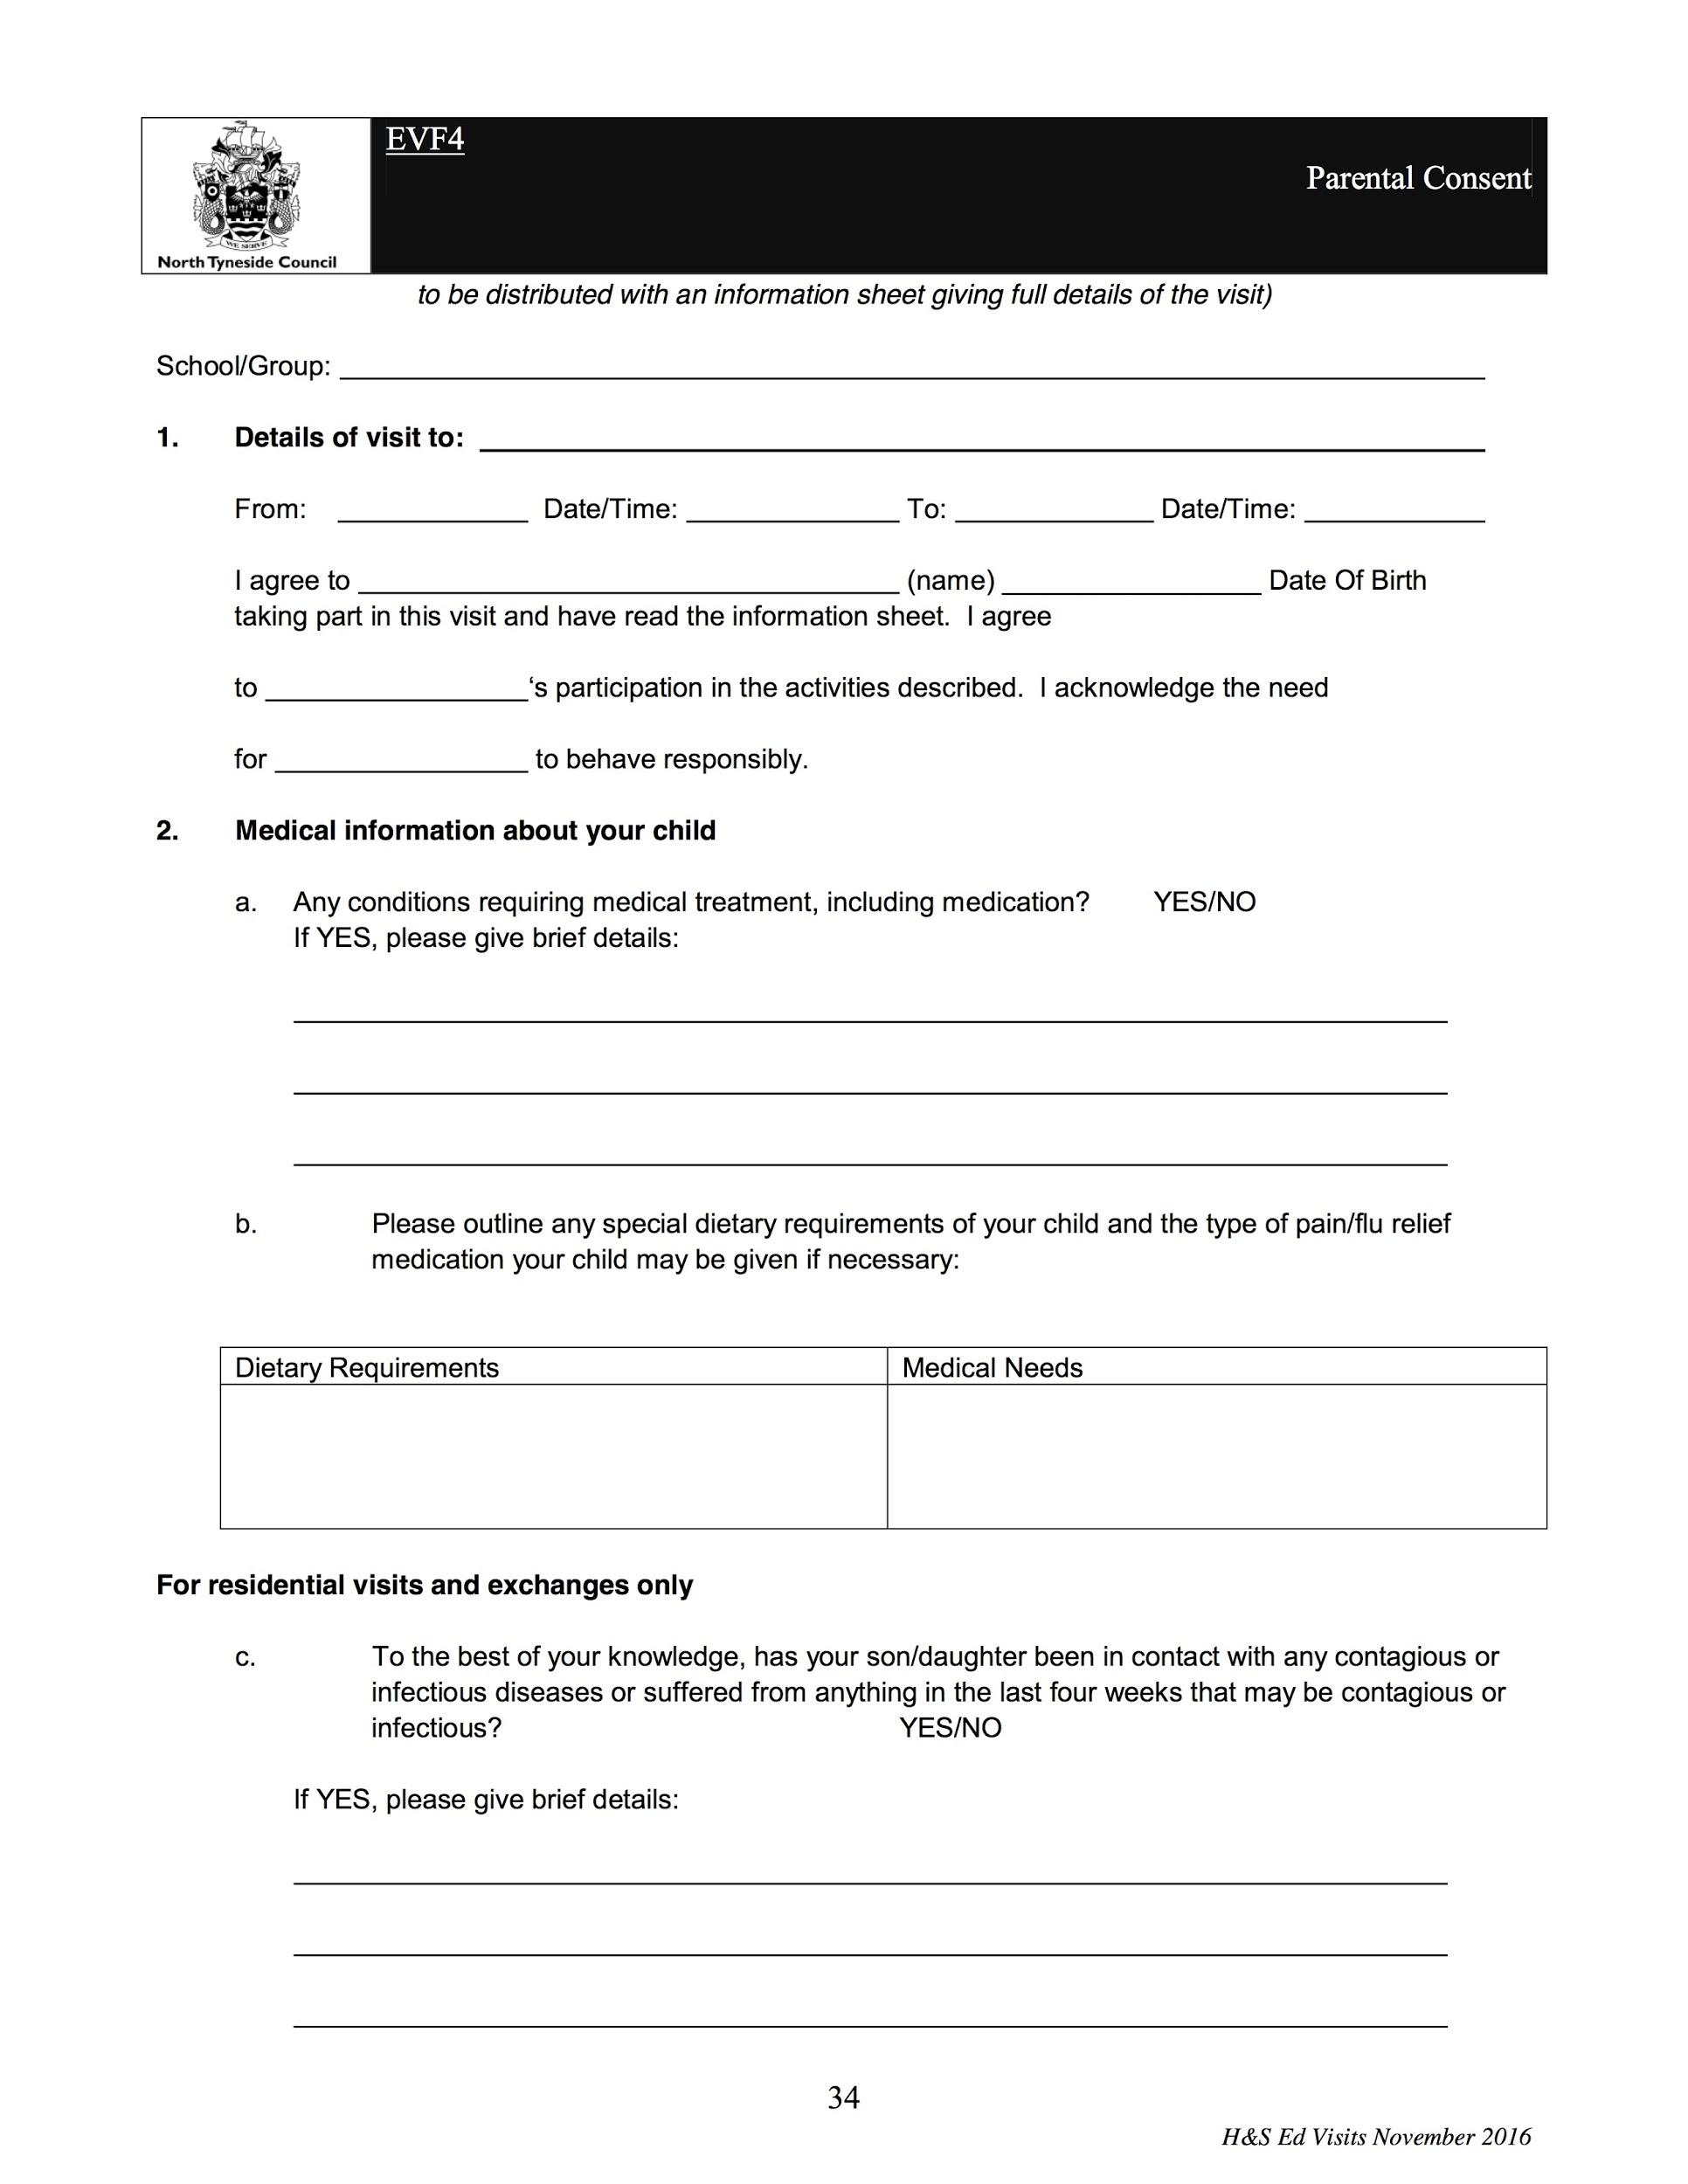 EVF4
Parental Consent
WE SERVE
North Tyneside Council
to be distributed with an information sheet giving full details of the visit)
School/Group:
1. Details of visit to:
From: Date/Time: To: Date/Time:
I agree to (name) Date Of Birth
taking part in this visit and have read the information sheet. I agree
to ‘s participation in the activities described. I acknowledge the need
for to behave responsibly.
2. Medical information about your child
a. Any conditions requiring medical treatment, including medication? YES/NO
If YES, please give brief details:
b. Please outline any special dietary requirements of your child and the type of pain/flu relief
medication your child may be given if necessary:
Dietary Requirements Medical Needs
For residential visits and exchanges only
c. To the best of your knowledge, has your son/daughter been in contact with any contagious or
infectious diseases or suffered from anything in the last four weeks that may be contagious or
infectious? YES/NO
If YES, please give brief details:
34
H&S Ed Visits November 2016